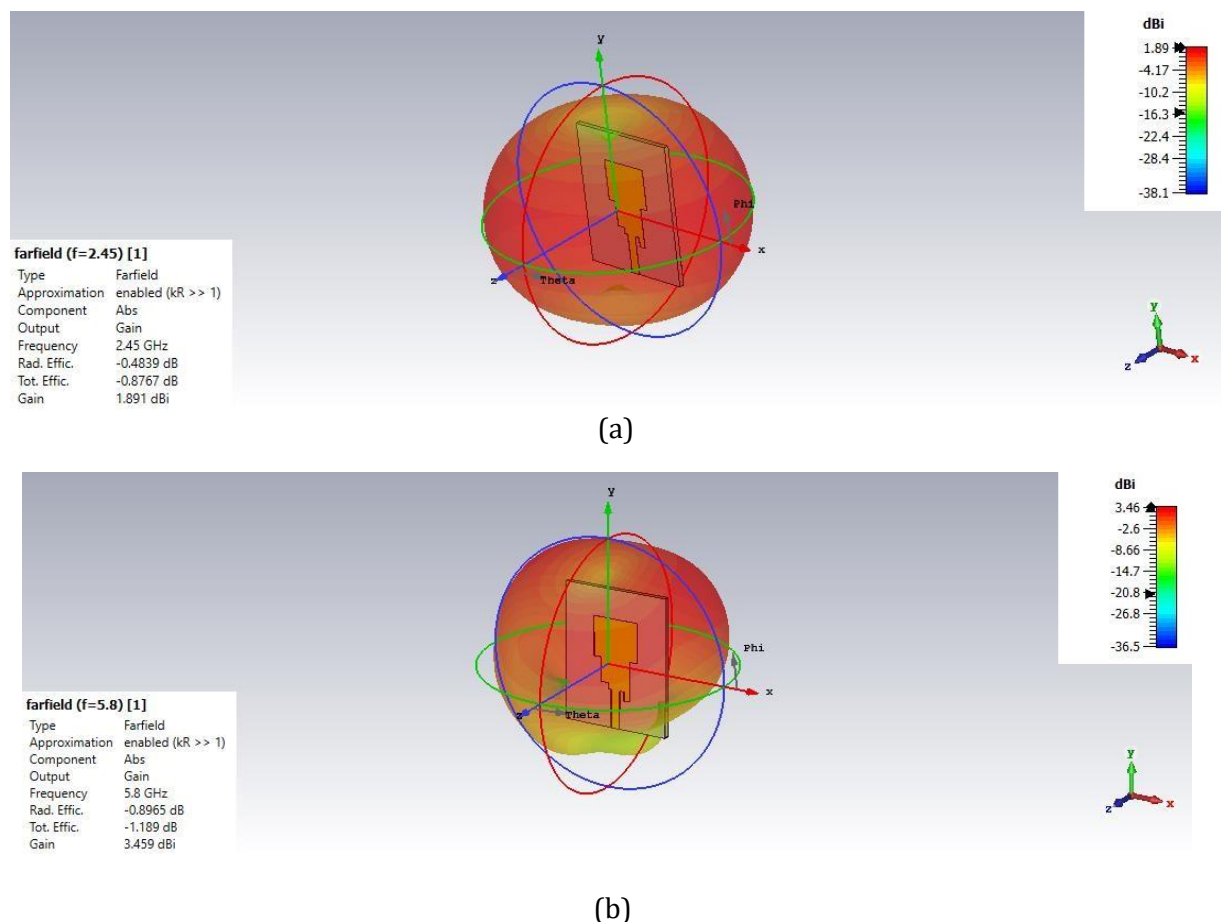 dBi
1.89
-4.17
-10.2
-16.3
-22.4
-28.4
-38.1
y
Phi
x
z
Theta
farfield (f=2.45) [1]
Type Farfield
Approximation enabled (kR >> 1)
Component Abs
Output Gain
Frequency 2.45 GHz
Rad. Effic. -0.4839 dB
Tot. Effic. -0.8767 dB
Gain 1.891 dBi
y
z
x
(a)
dBi
3.46
-2.6
-8.66
-14.7
-20.8
-26.8
-36.5
y
Phi
x
z
Theta
farfield (f=5.8) [1]
Type Farfield
Approximation enabled (kR >> 1)
Component Abs
Output Gain
Frequency 5.8 GHz
Rad. Effic. -0.8965 dB
Tot. Effic. -1.189 dB
Gain 3.459 dBi
y
z
x
(b)